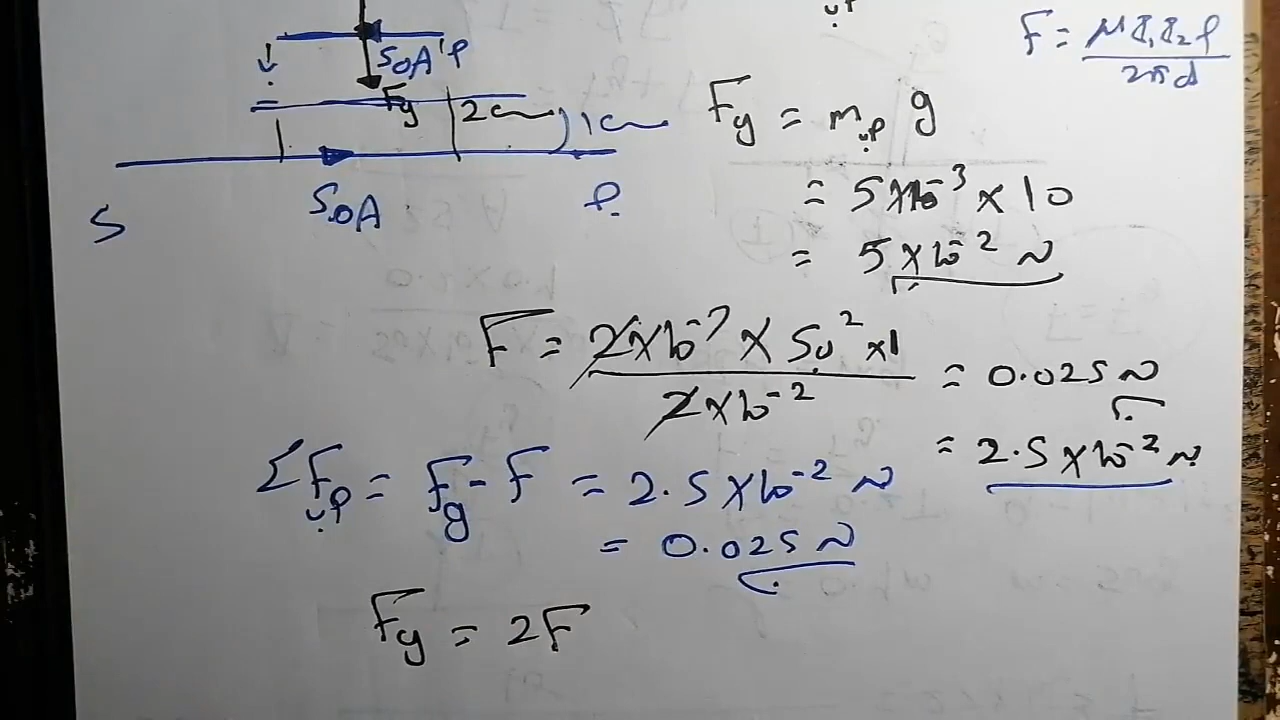 F = μI₁I₂ℓ / 2πd
50A ℓ
Fg
2cm
1cm
50A
ℓ
S
Fg = m g
= 5×10⁻³ × 10
= 5×10⁻² N
F = 2×10⁻⁷ × 50² × 1 / 2×10⁻² = 0.025 N
= 2.5×10⁻² N
ΣF = Fg - F = 2.5×10⁻² N
= 0.025 N
Fg = 2F